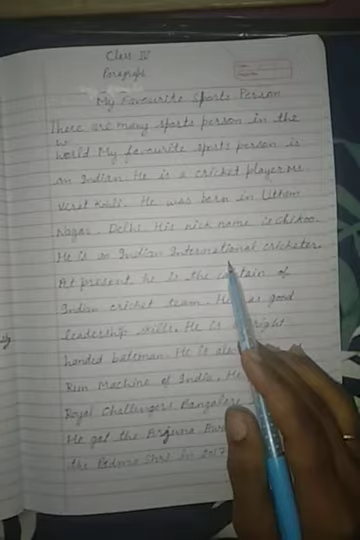 Class IV
Paragraph
My Favourite Sports Person
There are many sports person in the
w
world My favourite sports person is
an Indian. He is a cricket player Mr
Virat Kohli. He was born in Uttam
Nagar, Delhi. His nick name is Chikoo.
He is an Indian International cricketer.
At present, he is the captain of
Indian cricket team. He has good
leadership skills. He is right
handed batsman. He is also
Run Machine of India. He
Royal Challengers Bangalore
He got the Arjuna
the Padma Shri in 2017